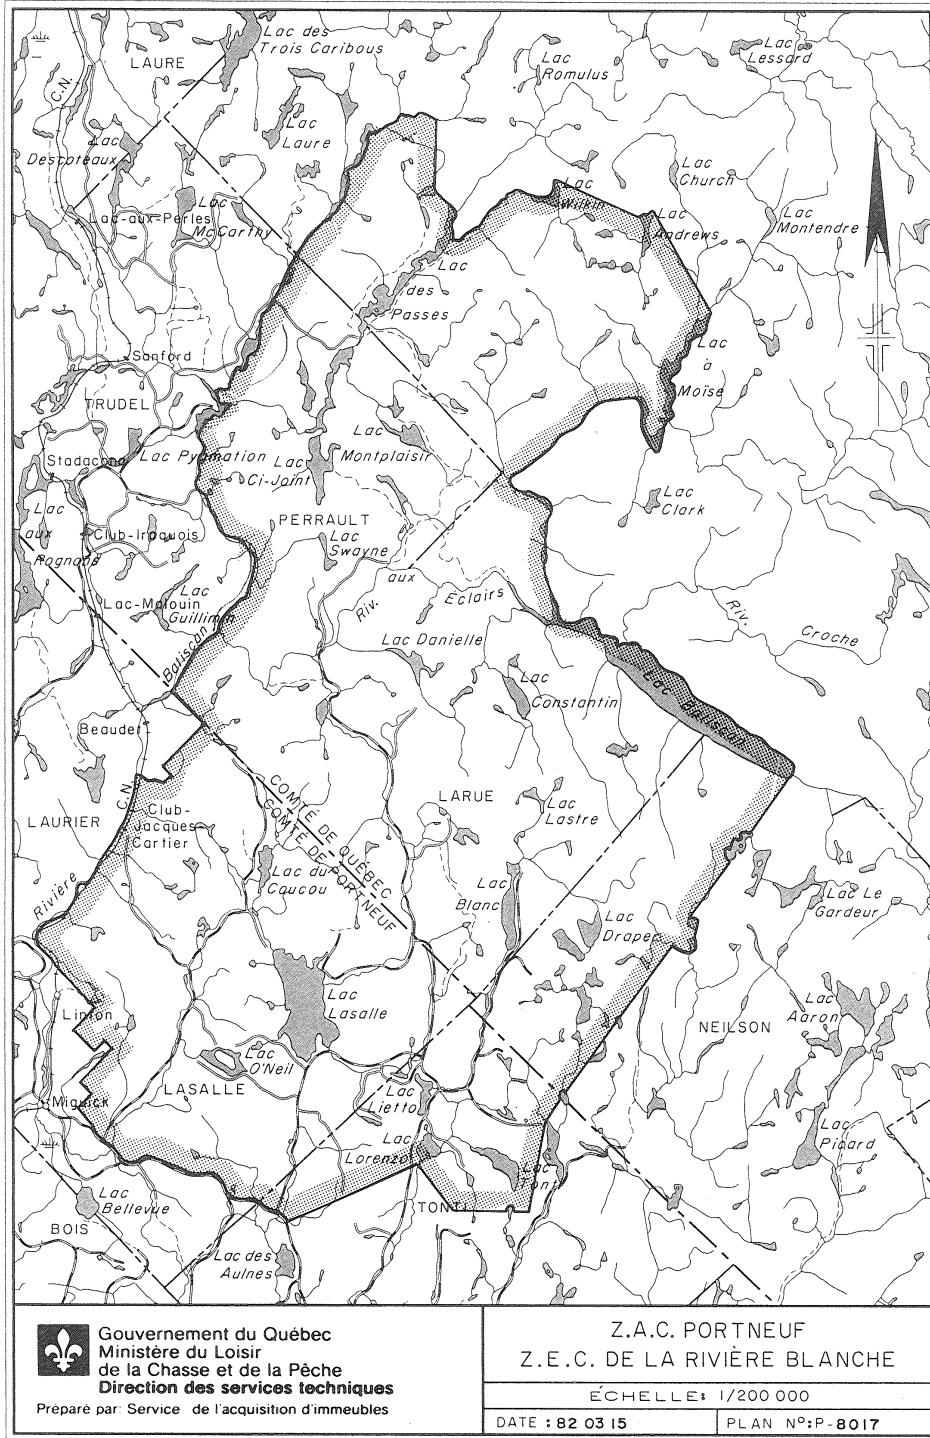 Lac des
Trois Caribous
LAURE
Lac
Romulus
Lac
Lessard
C.N.
Lac
Laure
Lac
Descoteaux
Lac
Church
Lac
Wilkin
Lac
McCarthy
Lac-aux-Perles
Lac
Andrews
Lac
Montendre
Lac
des
Passes
Sanford
Lac
à
Moïse
TRUDEL
Lac
Montplaisir
Stadacona
Lac Pygmation
Lac
Ci-Joint
Lac
Clark
Lac
aux
Rognons
PERRAULT
Club-Iroquois
Lac
Swayne
aux
Éclairs
Riv.
Lac-Malouin
Lac
Guillimin
Riv.
Croche
Batiscan
Lac Danielle
Lac
Constantin
Lac Batiscan
Beaudet
C.N.
COMTÉ DE QUÉBEC
COMTÉ DE PORTNEUF
LARUE
Lac
Lastre
LAURIER
Club-
Jacques-
Cartier
Rivière
Lac du
Coucou
Lac
Blanc
Lac Le
Gardeur
Lac
Draper
Lac
Lasalle
Linton
Lac
Aaron
NEILSON
Lac
O'Neil
LASALLE
Miguick
Lac
Lietto
Lac
Lorenzo
Lac
Picard
Lac
Tonti
Lac
Bellevue
TONTI
BOIS
Lac des
Aulnes
Gouvernement du Québec
Ministère du Loisir
de la Chasse et de la Pêche
Direction des services techniques
Préparé par: Service de l'acquisition d'immeubles
Z.A.C. PORTNEUF
Z.E.C. DE LA RIVIÈRE BLANCHE
ÉCHELLE: 1/200 000
DATE : 82 03 15
PLAN Nº:P-8017